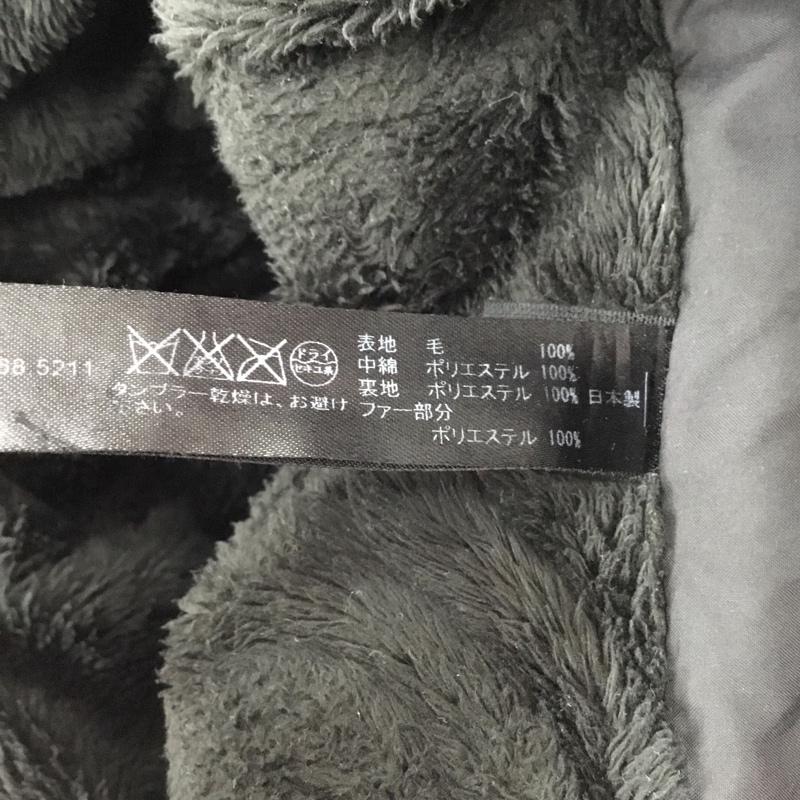 98 5211
ドライ
セキユ系
タンブラー乾燥は、お避け
下さい。
表地 毛 100%
中綿 ポリエステル 100%
裏地 ポリエステル 100% 日本製
ファー部分
ポリエステル 100%